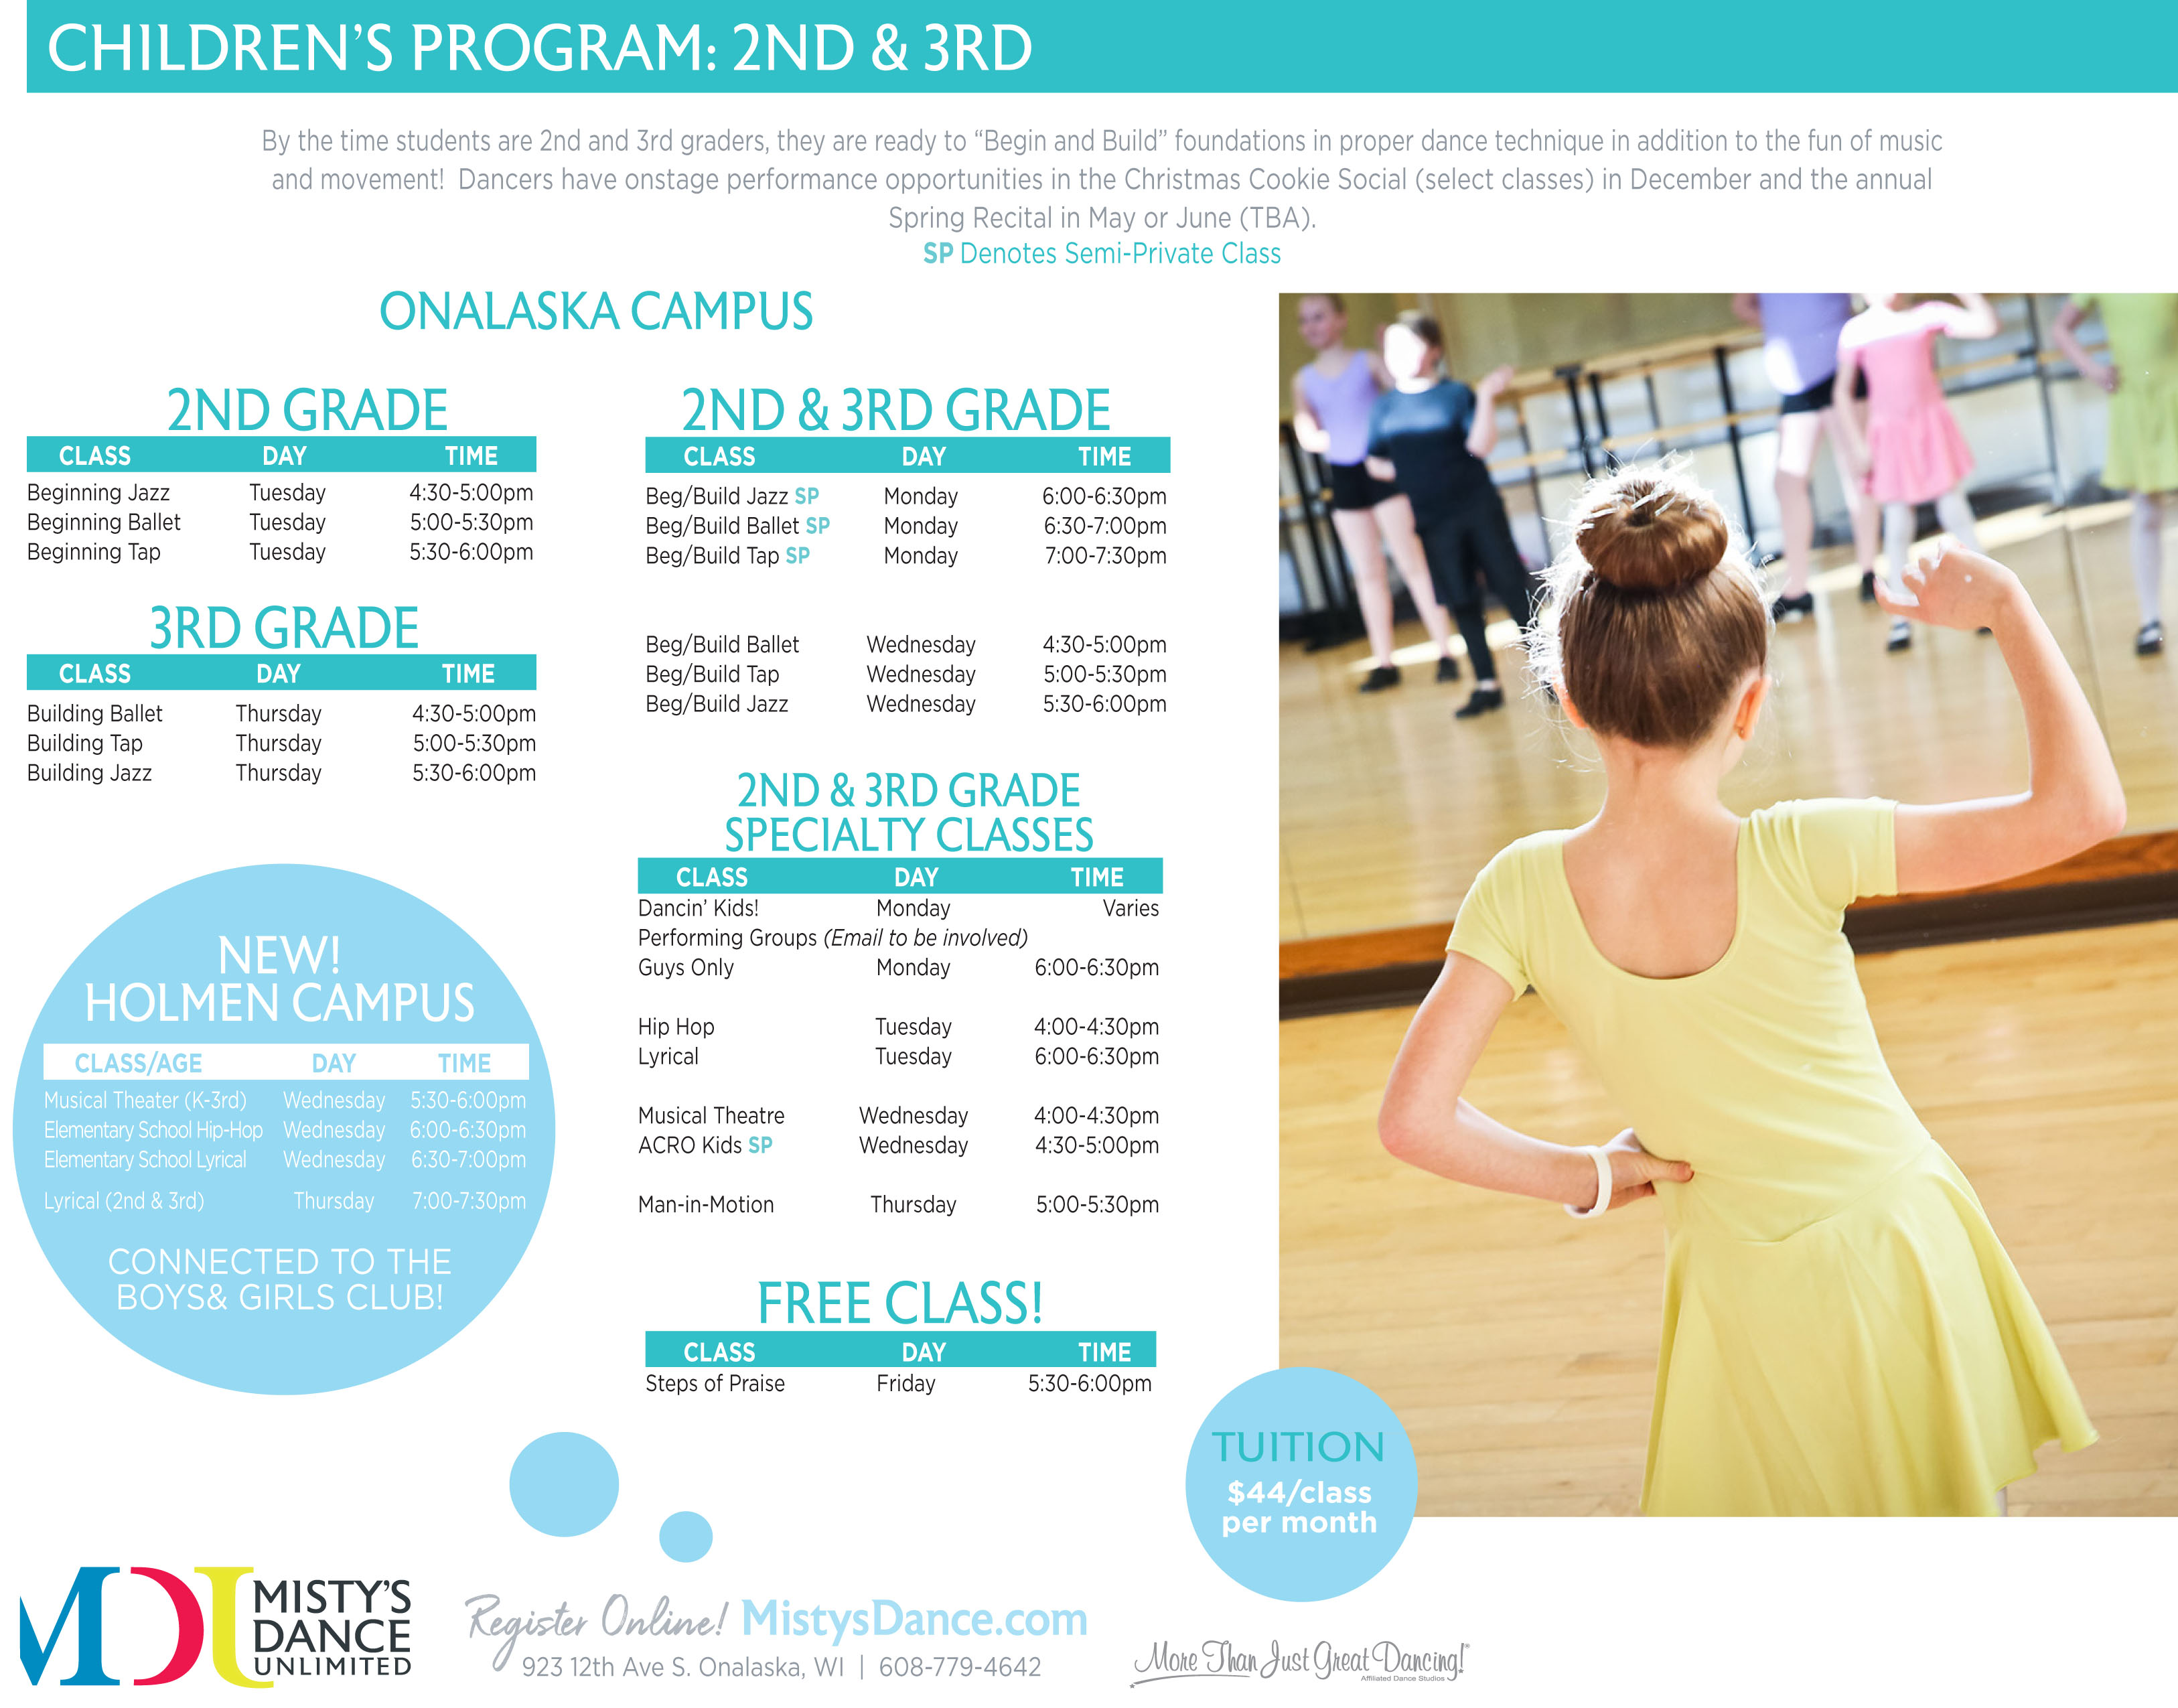 CHILDREN'S PROGRAM: 2ND & 3RD
By the time students are 2nd and 3rd graders, they are ready to “Begin and Build” foundations in proper dance technique in addition to the fun of music
and movement! Dancers have onstage performance opportunities in the Christmas Cookie Social (select classes) in December and the annual
Spring Recital in May or June (TBA).
SP Denotes Semi-Private Class
ONALASKA CAMPUS
2ND GRADE
CLASS DAY TIME
Beginning Jazz Tuesday 4:30-5:00pm
Beginning Ballet Tuesday 5:00-5:30pm
Beginning Tap Tuesday 5:30-6:00pm
3RD GRADE
CLASS DAY TIME
Building Ballet Thursday 4:30-5:00pm
Building Tap Thursday 5:00-5:30pm
Building Jazz Thursday 5:30-6:00pm
NEW!
HOLMEN CAMPUS
CLASS/AGE DAY TIME
Musical Theater (K-3rd) Wednesday 5:30-6:00pm
Elementary School Hip-Hop Wednesday 6:00-6:30pm
Elementary School Lyrical Wednesday 6:30-7:00pm
Lyrical (2nd & 3rd) Thursday 7:00-7:30pm
CONNECTED TO THE
BOYS& GIRLS CLUB!
2ND & 3RD GRADE
CLASS DAY TIME
Beg/Build Jazz SP Monday 6:00-6:30pm
Beg/Build Ballet SP Monday 6:30-7:00pm
Beg/Build Tap SP Monday 7:00-7:30pm
Beg/Build Ballet Wednesday 4:30-5:00pm
Beg/Build Tap Wednesday 5:00-5:30pm
Beg/Build Jazz Wednesday 5:30-6:00pm
2ND & 3RD GRADE
SPECIALTY CLASSES
CLASS DAY TIME
Dancin' Kids! Monday Varies
Performing Groups (Email to be involved)
Guys Only Monday 6:00-6:30pm
Hip Hop Tuesday 4:00-4:30pm
Lyrical Tuesday 6:00-6:30pm
Musical Theatre Wednesday 4:00-4:30pm
ACRO Kids SP Wednesday 4:30-5:00pm
Man-in-Motion Thursday 5:00-5:30pm
FREE CLASS!
CLASS DAY TIME
Steps of Praise Friday 5:30-6:00pm
TUITION
$44/class
per month
MDU
MISTY'S
DANCE
UNLIMITED
Register Online! MistysDance.com
923 12th Ave S. Onalaska, WI | 608-779-4642
More Than Just Great Dancing!®
Affiliated Dance Studios